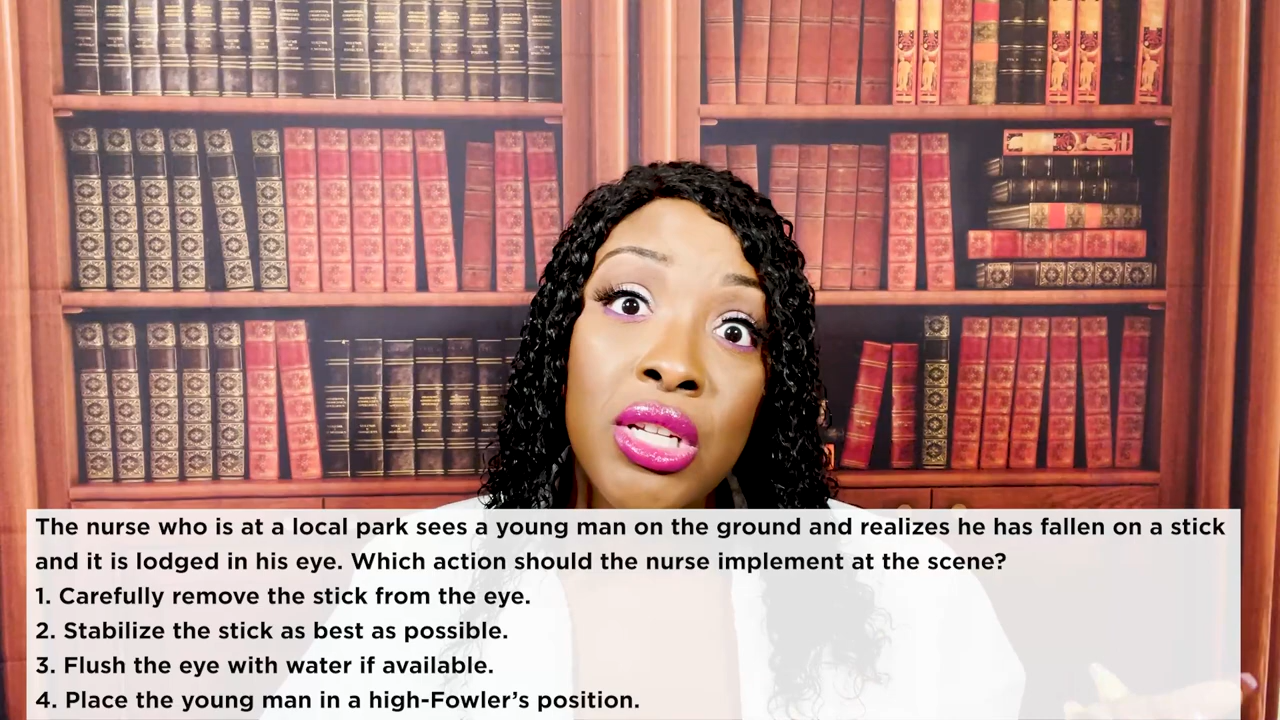 The nurse who is at a local park sees a young man on the ground and realizes he has fallen on a stick
and it is lodged in his eye. Which action should the nurse implement at the scene?
1. Carefully remove the stick from the eye.
2. Stabilize the stick as best as possible.
3. Flush the eye with water if available.
4. Place the young man in a high-Fowler's position.